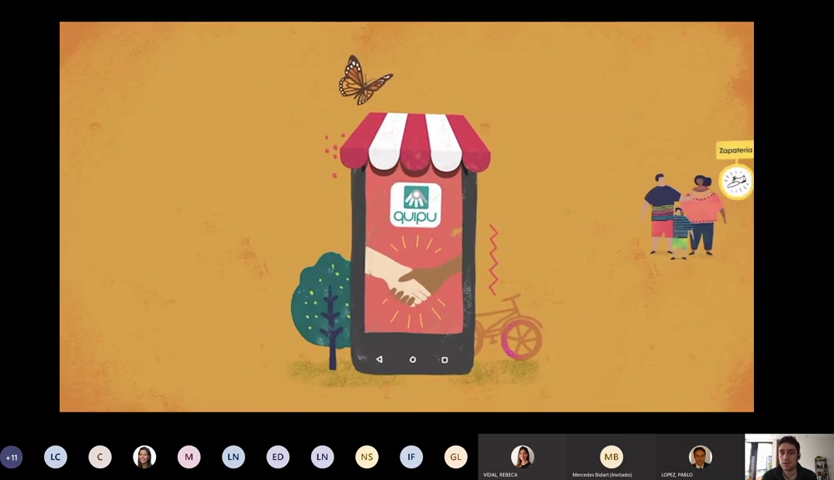 Zapatería
quipu
+11
LC
C
M
LN
ED
LN
NS
IF
GL
MB
VIDAL, REBECA
Mercedes Bidart (Invitado)
LOPEZ, PABLO